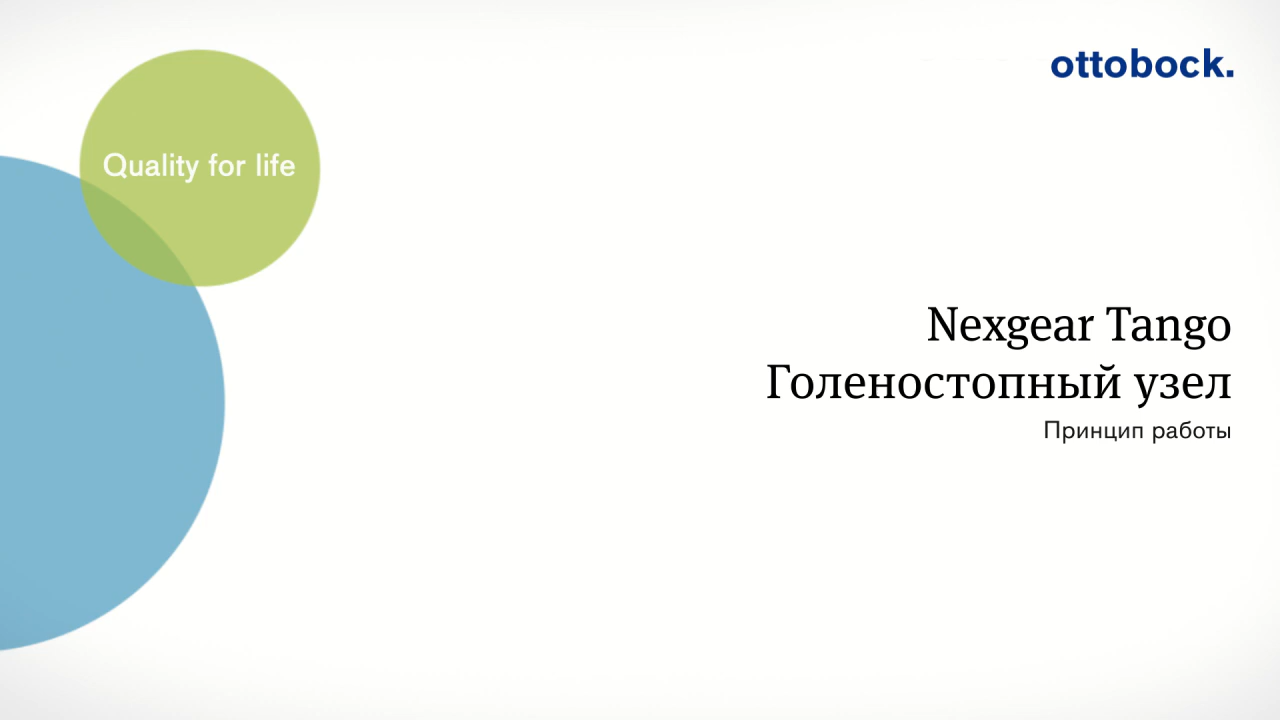 ottobock.
Quality for life
Nexgear Tango
Голеностопный узел
Принцип работы